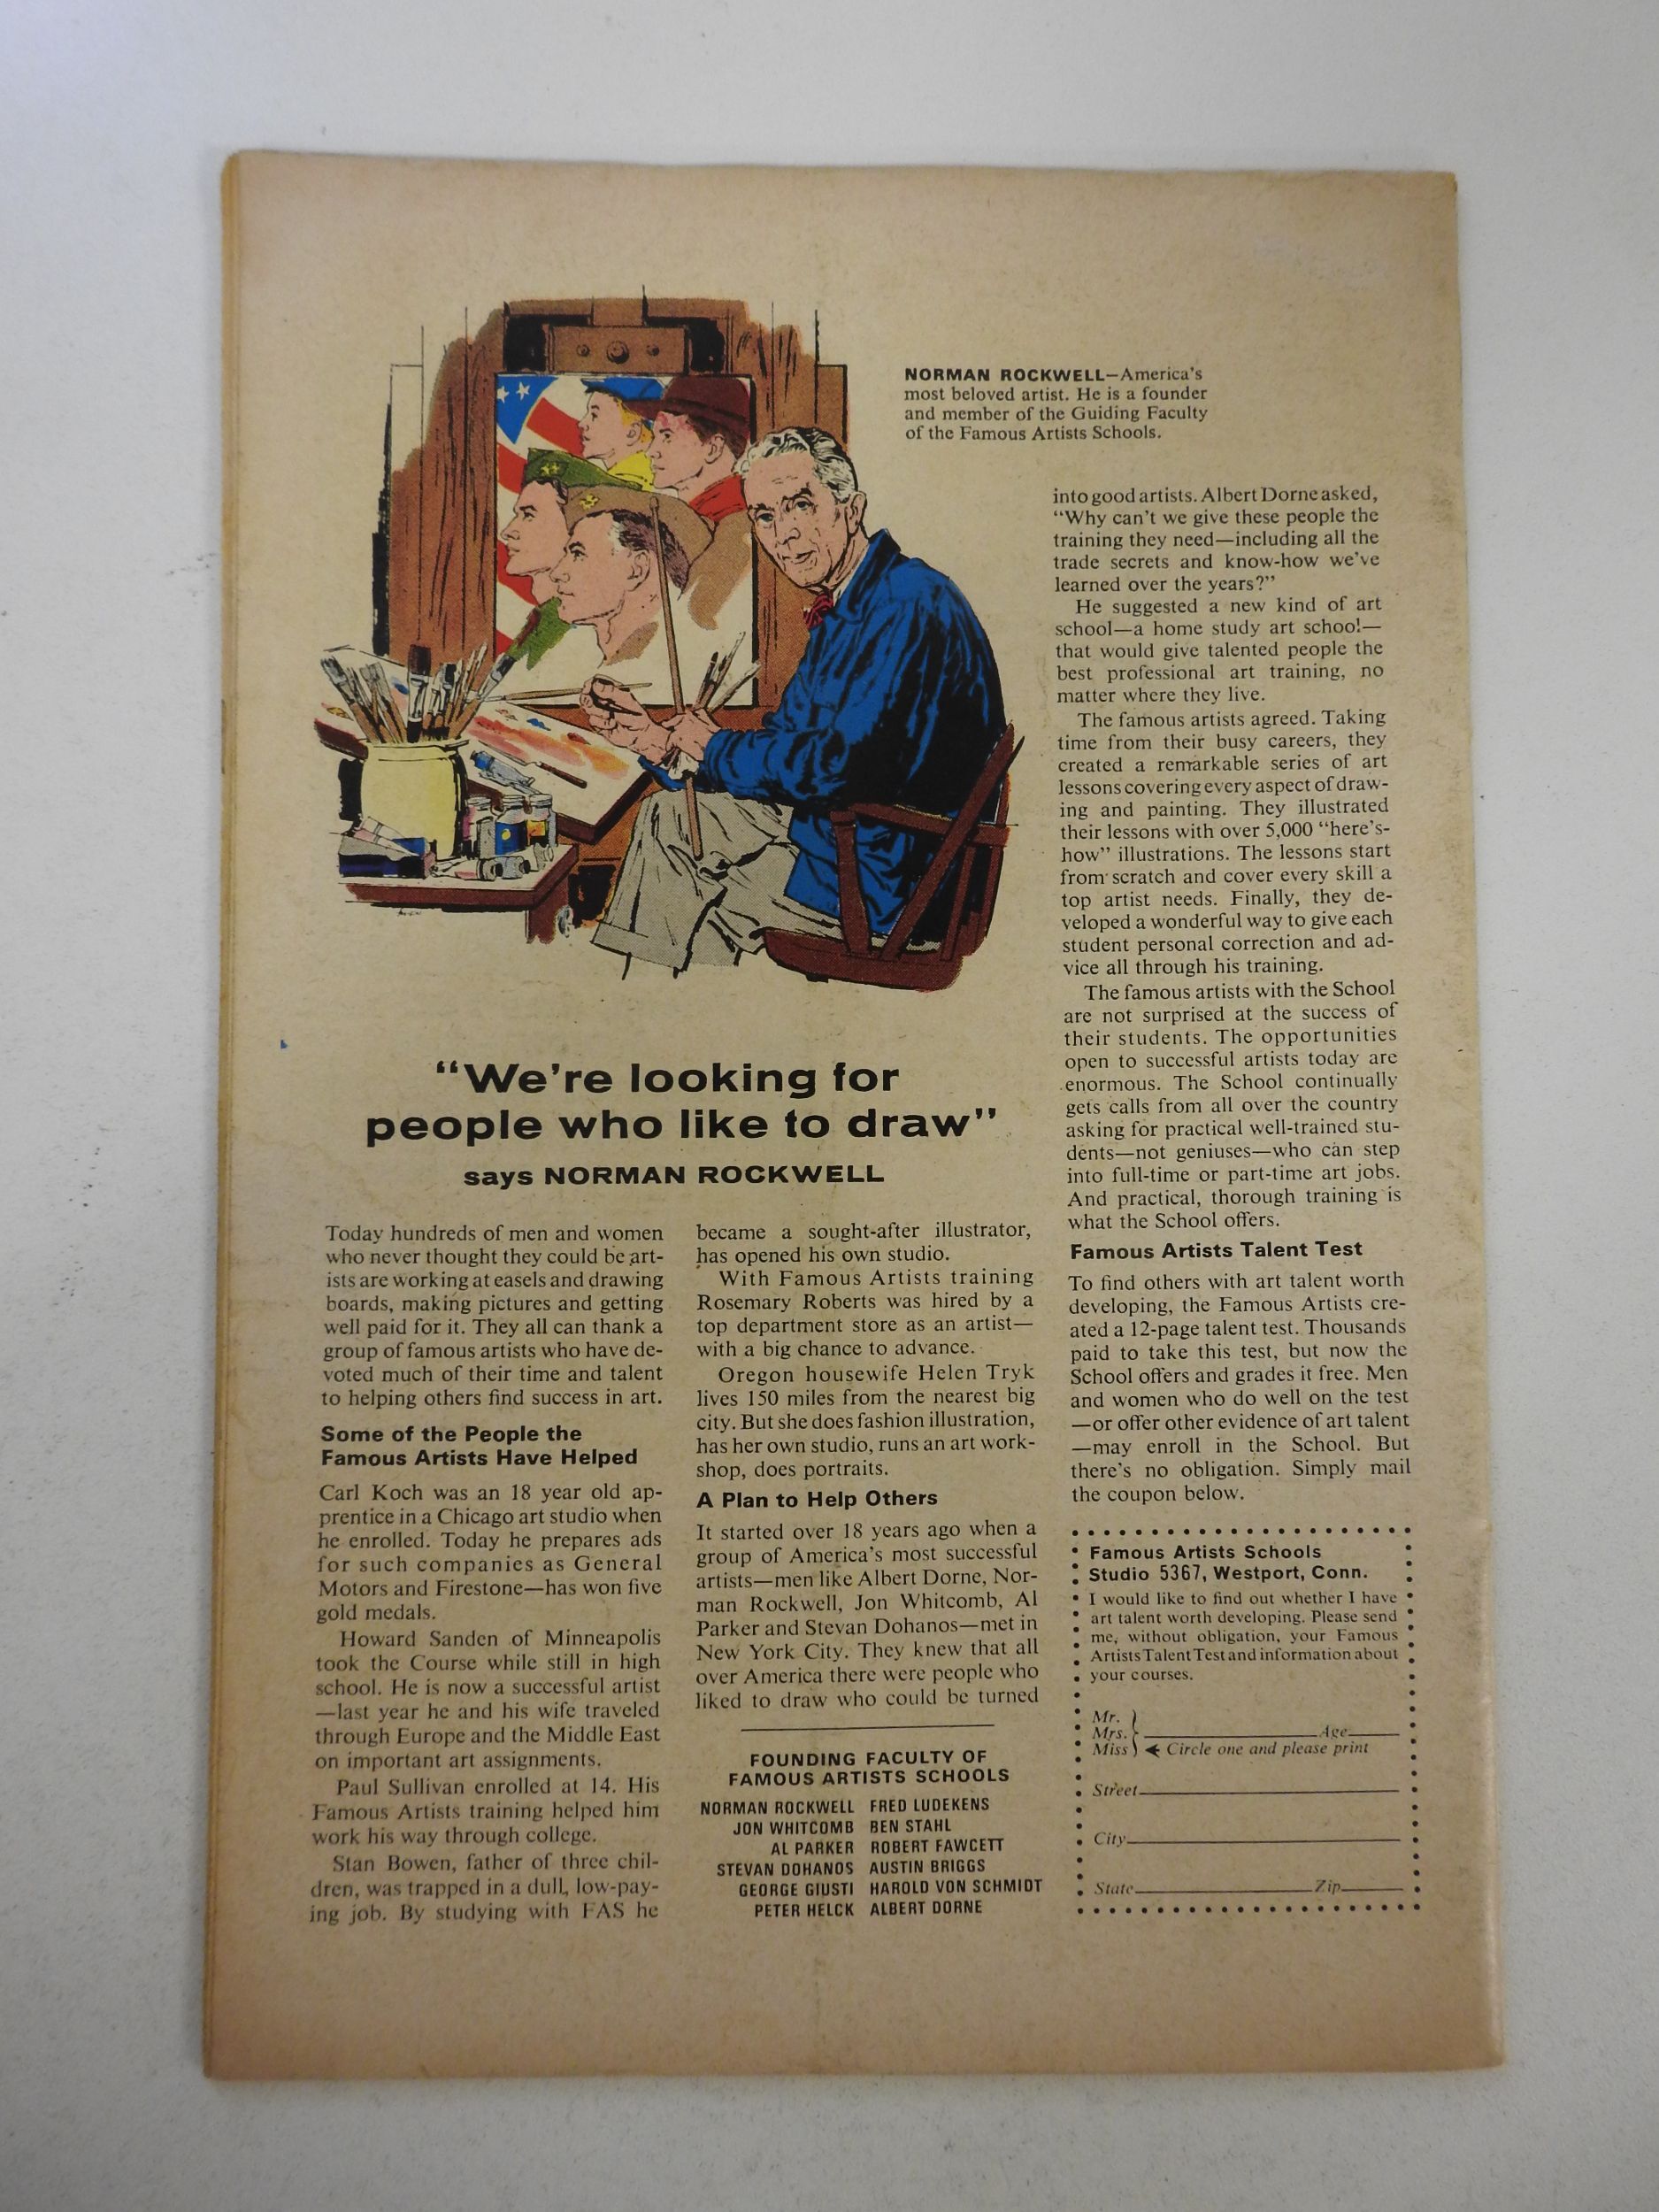 NORMAN ROCKWELL—America's
most beloved artist. He is a founder
and member of the Guiding Faculty
of the Famous Artists Schools.
"We're looking for
people who like to draw"
says NORMAN ROCKWELL
Today hundreds of men and women
who never thought they could be art-
ists are working at easels and drawing
boards, making pictures and getting
well paid for it. They all can thank a
group of famous artists who have de-
voted much of their time and talent
to helping others find success in art.
Some of the People the
Famous Artists Have Helped
Carl Koch was an 18 year old ap-
prentice in a Chicago art studio when
he enrolled. Today he prepares ads
for such companies as General
Motors and Firestone—has won five
gold medals.
Howard Sanden of Minneapolis
took the Course while still in high
school. He is now a successful artist
—last year he and his wife traveled
through Europe and the Middle East
on important art assignments.
Paul Sullivan enrolled at 14. His
Famous Artists training helped him
work his way through college.
Stan Bowen, father of three chil-
dren, was trapped in a dull, low-pay-
ing job. By studying with FAS he
became a sought-after illustrator,
has opened his own studio.
With Famous Artists training
Rosemary Roberts was hired by a
top department store as an artist—
with a big chance to advance.
Oregon housewife Helen Tryk
lives 150 miles from the nearest big
city. But she does fashion illustration,
has her own studio, runs an art work-
shop, does portraits.
A Plan to Help Others
It started over 18 years ago when a
group of America's most successful
artists—men like Albert Dorne, Nor-
man Rockwell, Jon Whitcomb, Al
Parker and Stevan Dohanos—met in
New York City. They knew that all
over America there were people who
liked to draw who could be turned
FOUNDING FACULTY OF
FAMOUS ARTISTS SCHOOLS
NORMAN ROCKWELL FRED LUDEKENS
JON WHITCOMB BEN STAHL
AL PARKER ROBERT FAWCETT
STEVAN DOHANOS AUSTIN BRIGGS
GEORGE GIUSTI HAROLD VON SCHMIDT
PETER HELCK ALBERT DORNE
into good artists. Albert Dorne asked,
"Why can't we give these people the
training they need—including all the
trade secrets and know-how we've
learned over the years?"
He suggested a new kind of art
school—a home study art school—
that would give talented people the
best professional art training, no
matter where they live.
The famous artists agreed. Taking
time from their busy careers, they
created a remarkable series of art
lessons covering every aspect of draw-
ing and painting. They illustrated
their lessons with over 5,000 "here's-
how" illustrations. The lessons start
from scratch and cover every skill a
top artist needs. Finally, they de-
veloped a wonderful way to give each
student personal correction and ad-
vice all through his training.
The famous artists with the School
are not surprised at the success of
their students. The opportunities
open to successful artists today are
enormous. The School continually
gets calls from all over the country
asking for practical well-trained stu-
dents—not geniuses—who can step
into full-time or part-time art jobs.
And practical, thorough training is
what the School offers.
Famous Artists Talent Test
To find others with art talent worth
developing, the Famous Artists cre-
ated a 12-page talent test. Thousands
paid to take this test, but now the
School offers and grades it free. Men
and women who do well on the test
—or offer other evidence of art talent
—may enroll in the School. But
there's no obligation. Simply mail
the coupon below.
Famous Artists Schools
Studio 5367, Westport, Conn.
I would like to find out whether I have
art talent worth developing. Please send
me, without obligation, your Famous
Artists Talent Test and information about
your courses.
Mr.
Mrs. Age
Miss Circle one and please print
Street
City
State Zip